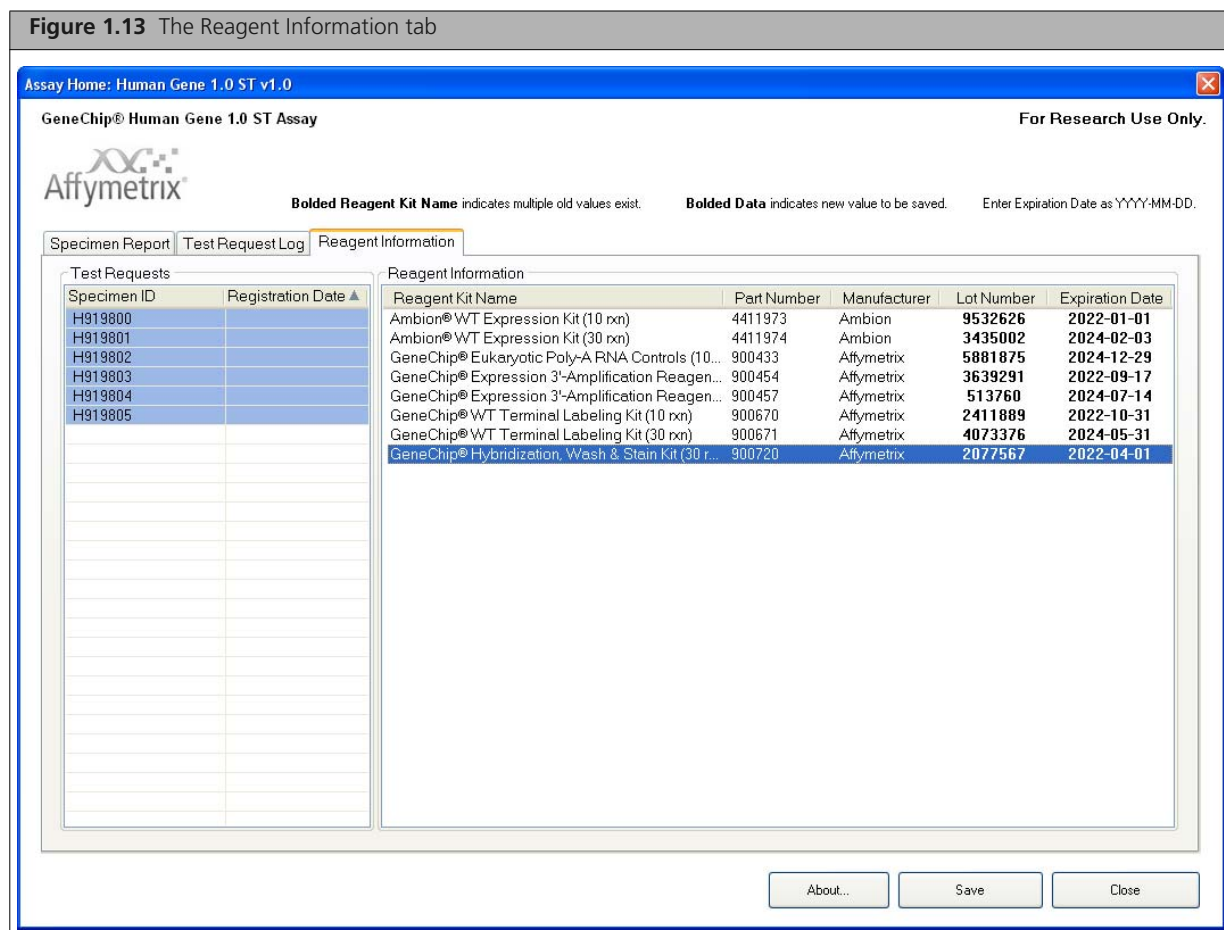 Figure 1.13 The Reagent Information tab
Assay Home: Human Gene 1.0 ST v1.0
GeneChip® Human Gene 1.0 ST Assay
For Research Use Only.
Affymetrix®
Bolded Reagent Kit Name indicates multiple old values exist. Bolded Data indicates new value to be saved. Enter Expiration Date as YYYY-MM-DD.
Specimen Report Test Request Log Reagent Information
Test Requests
Specimen ID Registration Date ▲
H919800
H919801
H919802
H919803
H919804
H919805
Reagent Information
Reagent Kit Name Part Number Manufacturer Lot Number Expiration Date
Ambion® WT Expression Kit (10 rxn) 4411973 Ambion 9532626 2022-01-01
Ambion® WT Expression Kit (30 rxn) 4411974 Ambion 3435002 2024-02-03
GeneChip® Eukaryotic Poly-A RNA Controls (10... 900433 Affymetrix 5881875 2024-12-29
GeneChip® Expression 3'-Amplification Reagen... 900454 Affymetrix 3639291 2022-09-17
GeneChip® Expression 3'-Amplification Reagen... 900457 Affymetrix 513760 2024-07-14
GeneChip® WT Terminal Labeling Kit (10 rxn) 900670 Affymetrix 2411889 2022-10-31
GeneChip® WT Terminal Labeling Kit (30 rxn) 900671 Affymetrix 4073376 2024-05-31
GeneChip® Hybridization, Wash & Stain Kit (30 r... 900720 Affymetrix 2077567 2022-04-01
About... Save Close